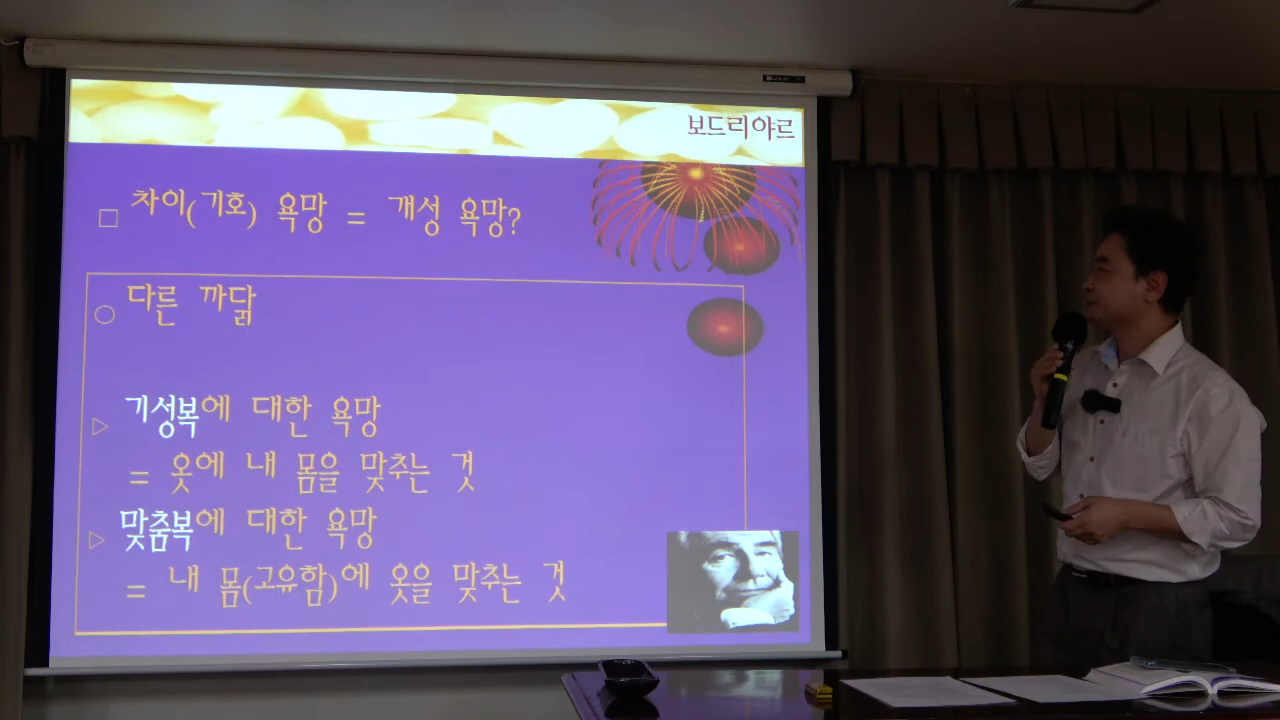 보드리야르
□ 차이(기호) 욕망 = 개성 욕망?
○ 다른 까닭
▷ 기성복에 대한 욕망
= 옷에 내 몸을 맞추는 것
▷ 맞춤복에 대한 욕망
= 내 몸(고유함)에 옷을 맞추는 것